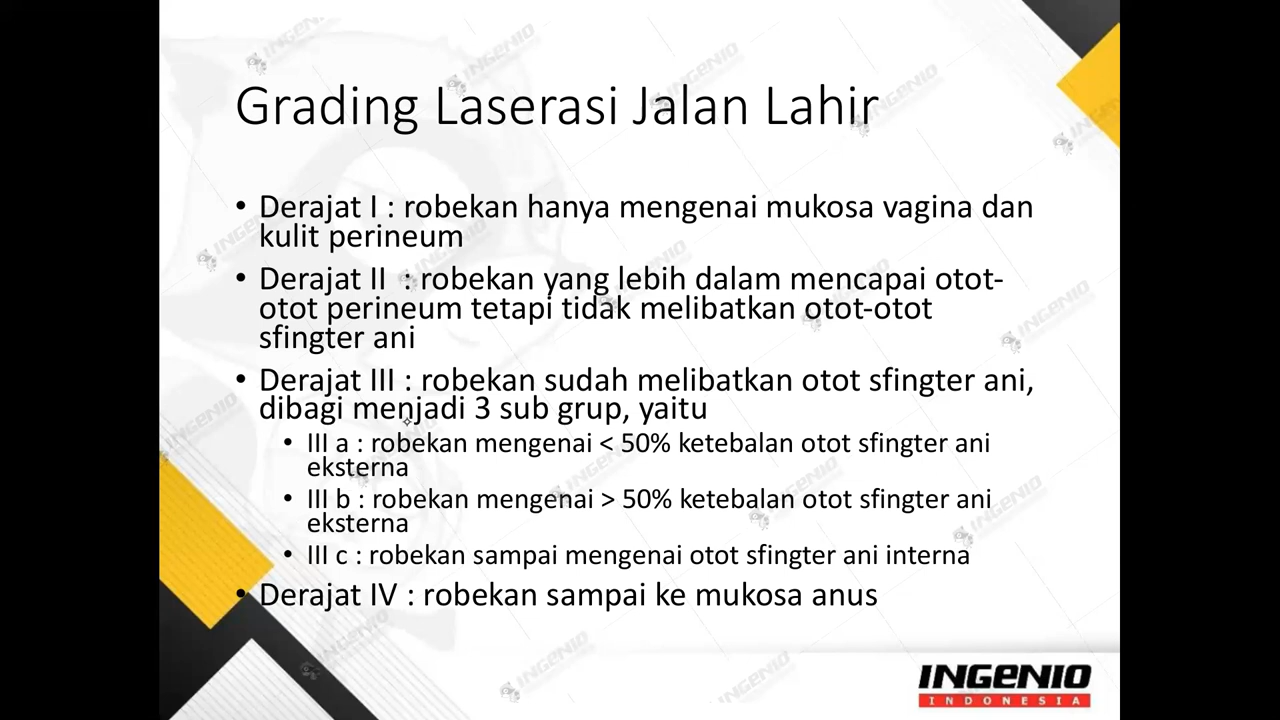 Grading Laserasi Jalan Lahir
• Derajat I : robekan hanya mengenai mukosa vagina dan
kulit perineum
• Derajat II  : robekan yang lebih dalam mencapai otot-
otot perineum tetapi tidak melibatkan otot-otot
sfingter ani
• Derajat III : robekan sudah melibatkan otot sfingter ani,
dibagi menjadi 3 sub grup, yaitu
• III a : robekan mengenai < 50% ketebalan otot sfingter ani
eksterna
• III b : robekan mengenai > 50% ketebalan otot sfingter ani
eksterna
• III c : robekan sampai mengenai otot sfingter ani interna
• Derajat IV : robekan sampai ke mukosa anus
INGENIO
INDONESIA